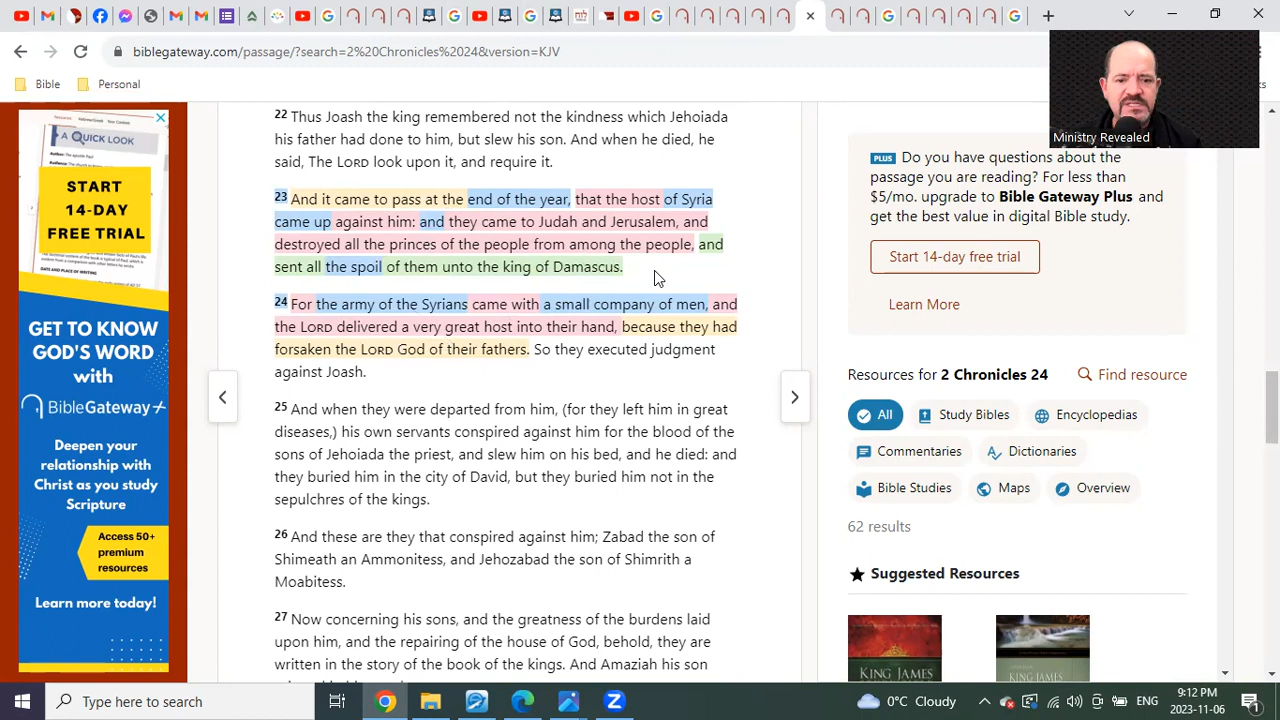 biblegateway.com/passage/?search=2%20Chronicles%2024&version=KJV
Bible
Personal
Ministry Revealed
A QUICK LOOK
START
14-DAY
FREE TRIAL
GET TO KNOW
GOD'S WORD
with
BibleGateway+
Deepen your
relationship with
Christ as you study
Scripture
Access 50+
premium
resources
Learn more today!
22 Thus Joash the king remembered not the kindness which Jehoiada
his father had done to him, but slew his son. And when he died, he
said, The LORD look upon it, and require it.
23 And it came to pass at the end of the year, that the host of Syria
came up against him: and they came to Judah and Jerusalem, and
destroyed all the princes of the people from among the people, and
sent all the spoil of them unto the king of Damascus.
24 For the army of the Syrians came with a small company of men, and
the LORD delivered a very great host into their hand, because they had
forsaken the LORD God of their fathers. So they executed judgment
against Joash.
25 And when they were departed from him, (for they left him in great
diseases,) his own servants conspired against him for the blood of the
sons of Jehoiada the priest, and slew him on his bed, and he died: and
they buried him in the city of David, but they buried him not in the
sepulchres of the kings.
26 And these are they that conspired against him; Zabad the son of
Shimeath an Ammonitess, and Jehozabad the son of Shimrith a
Moabitess.
27 Now concerning his sons, and the greatness of the burdens laid
upon him, and the repairing of the house of God, behold, they are
written in the story of the book of the kings. And Amaziah his son
PLUS Do you have questions about the
passage you are reading? For less than
$5/mo. upgrade to Bible Gateway Plus and
get the best value in digital Bible study.
Start 14-day free trial
Learn More
Resources for 2 Chronicles 24
Find resource
All
Study Bibles
Encyclopedias
Commentaries
Dictionaries
Bible Studies
Maps
Overview
62 results
Suggested Resources
KING JAMES
KING JAMES
Type here to search
0°C Cloudy
ENG
9:12 PM
2023-11-06